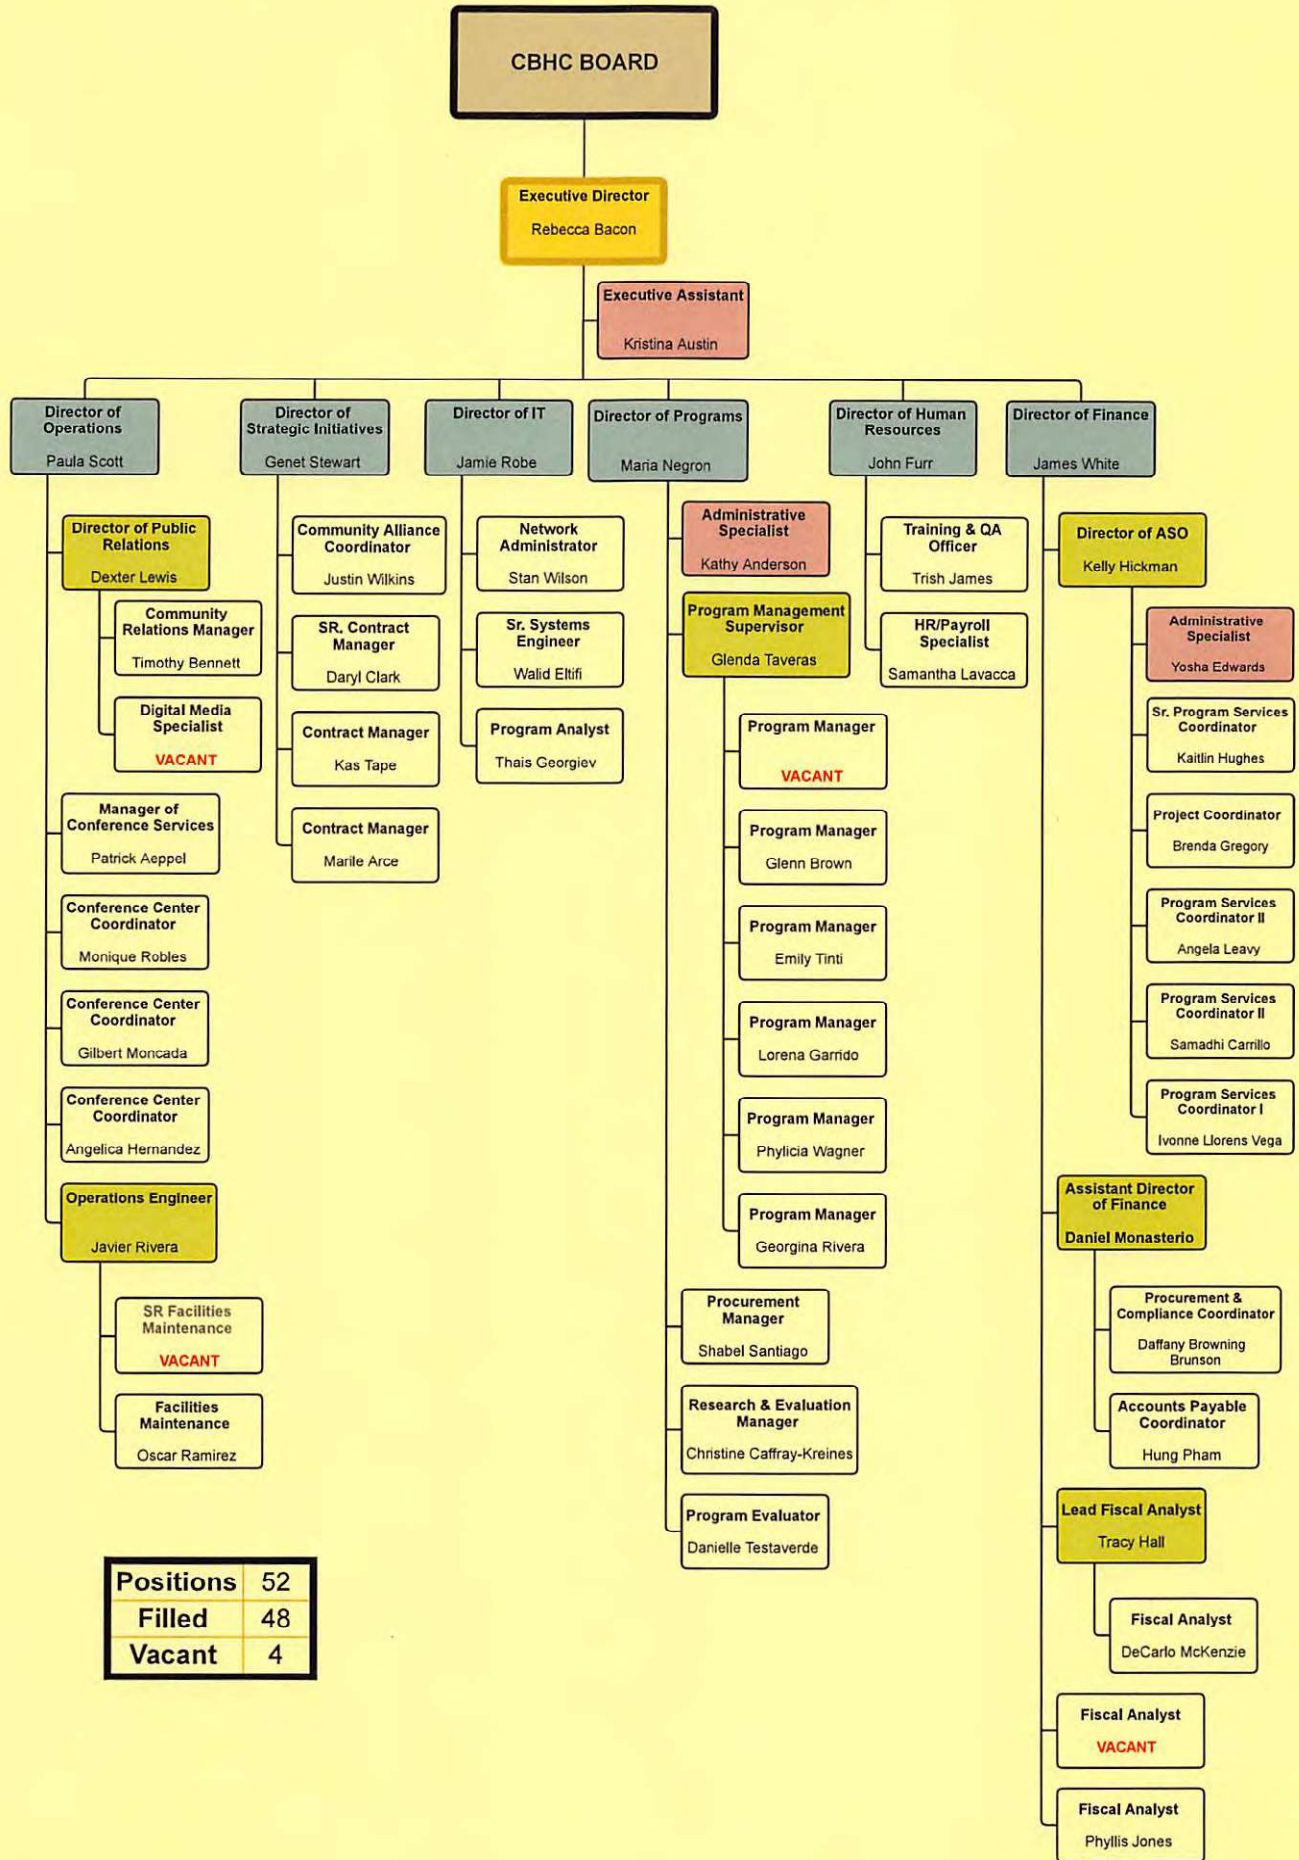 CBHC BOARD
Executive Director
Rebecca Bacon
Executive Assistant
Kristina Austin
Director of
Operations
Paula Scott
Director of
Strategic Initiatives
Genet Stewart
Director of IT
Jamie Robe
Director of Programs
Maria Negron
Director of Human
Resources
John Furr
Director of Finance
James White
Director of Public
Relations
Dexter Lewis
Community
Relations Manager
Timothy Bennett
Digital Media
Specialist
VACANT
Manager of
Conference Services
Patrick Aeppel
Conference Center
Coordinator
Monique Robles
Conference Center
Coordinator
Gilbert Moncada
Conference Center
Coordinator
Angelica Hernandez
Operations Engineer
Javier Rivera
SR Facilities
Maintenance
VACANT
Facilities
Maintenance
Oscar Ramirez
Community Alliance
Coordinator
Justin Wilkins
SR. Contract
Manager
Daryl Clark
Contract Manager
Kas Tape
Contract Manager
Marile Arce
Network
Administrator
Stan Wilson
Sr. Systems
Engineer
Walid Eltifi
Program Analyst
Thais Georgiev
Administrative
Specialist
Kathy Anderson
Program Management
Supervisor
Glenda Taveras
Program Manager
VACANT
Program Manager
Glenn Brown
Program Manager
Emily Tinti
Program Manager
Lorena Garrido
Program Manager
Phylicia Wagner
Program Manager
Georgina Rivera
Procurement
Manager
Shabel Santiago
Research & Evaluation
Manager
Christine Caffray-Kreines
Program Evaluator
Danielle Testaverde
Training & QA
Officer
Trish James
HR/Payroll
Specialist
Samantha Lavacca
Director of ASO
Kelly Hickman
Administrative
Specialist
Yosha Edwards
Sr. Program Services
Coordinator
Kaitlin Hughes
Project Coordinator
Brenda Gregory
Program Services
Coordinator II
Angela Leavy
Program Services
Coordinator II
Samadhi Carrillo
Program Services
Coordinator I
Ivonne Llorens Vega
Assistant Director
of Finance
Daniel Monasterio
Procurement &
Compliance Coordinator
Daffany Browning
Brunson
Accounts Payable
Coordinator
Hung Pham
Lead Fiscal Analyst
Tracy Hall
Fiscal Analyst
DeCarlo McKenzie
Fiscal Analyst
VACANT
Fiscal Analyst
Phyllis Jones
Positions 52
Filled 48
Vacant 4